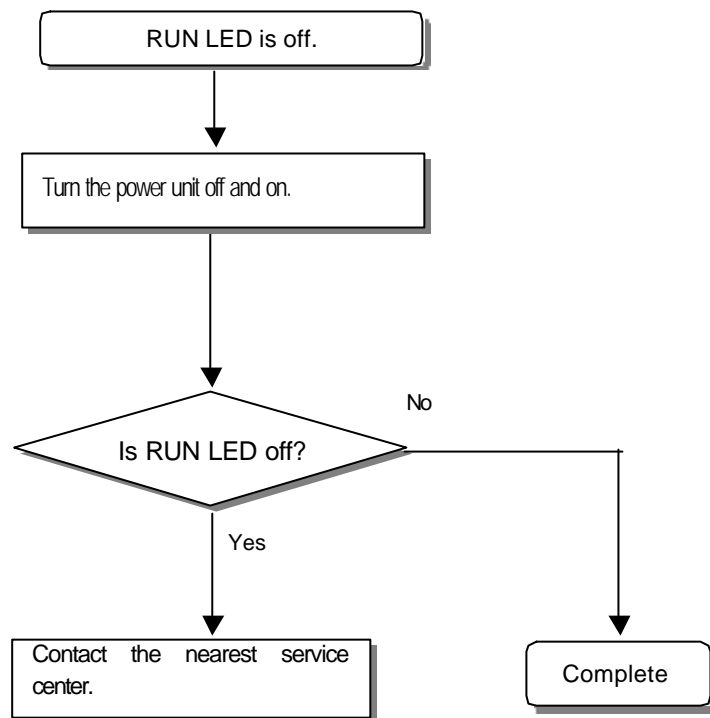 RUN LED is off.
Turn the power unit off and on.
No
Is RUN LED off?
Yes
Contact the nearest service
center.
Complete